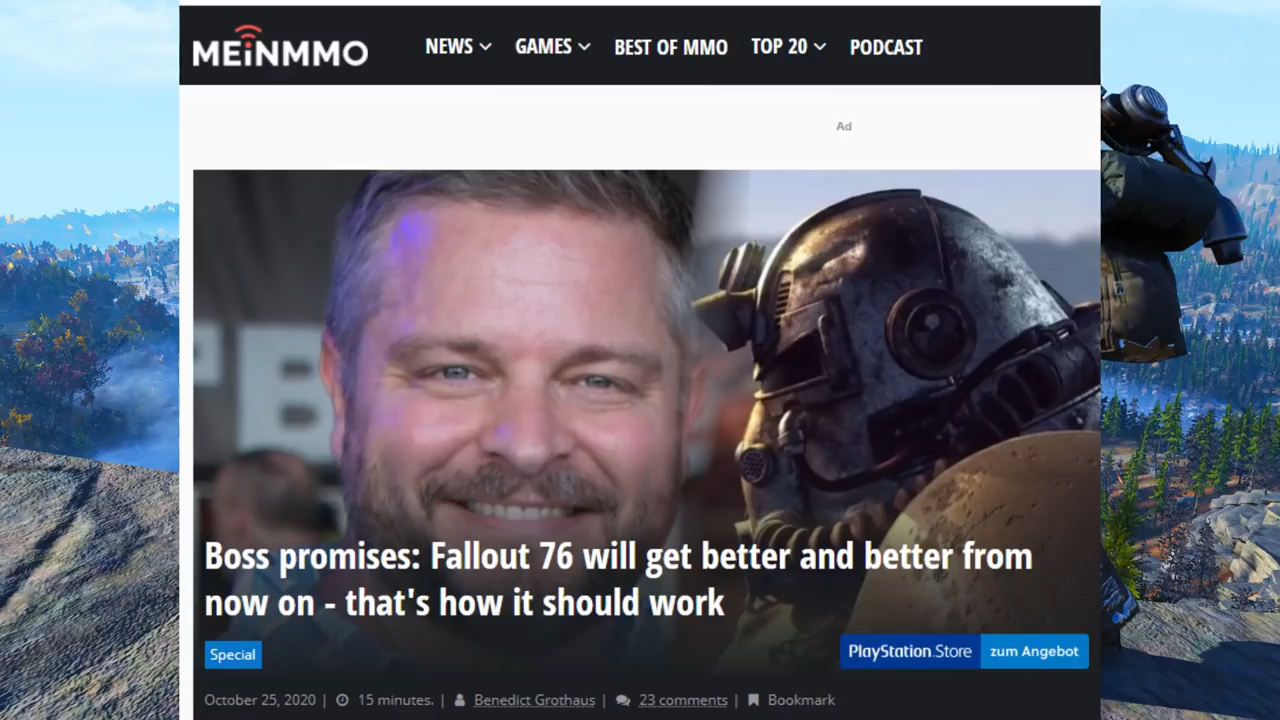 MEiNMMO NEWS GAMES BEST OF MMO TOP 20 PODCAST
Ad
Boss promises: Fallout 76 will get better and better from
now on - that's how it should work
Special PlayStation.Store zum Angebot
October 25, 2020 | 15 minutes. | Benedict Grothaus | 23 comments | Bookmark